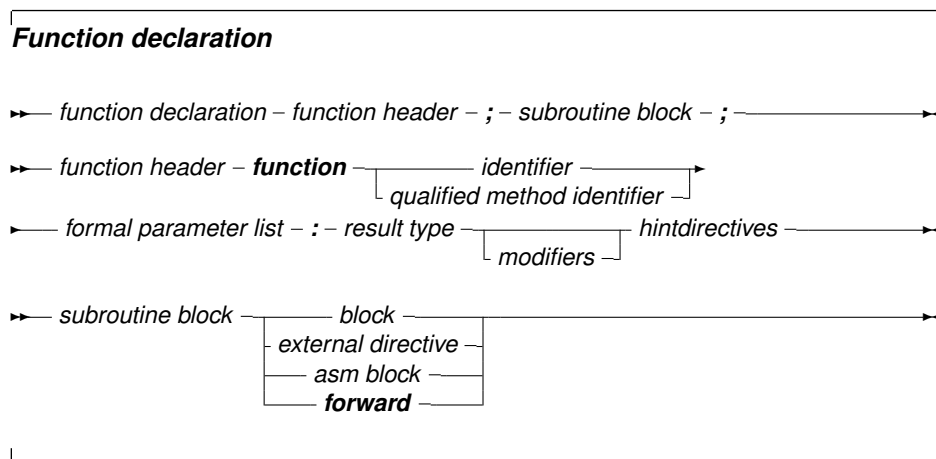 Function declaration
function declaration – function header – ; – subroutine block – ;
function header – function – identifier
qualified method identifier
formal parameter list – : – result type – hintdirectives
modifiers
subroutine block – block
external directive
asm block
forward